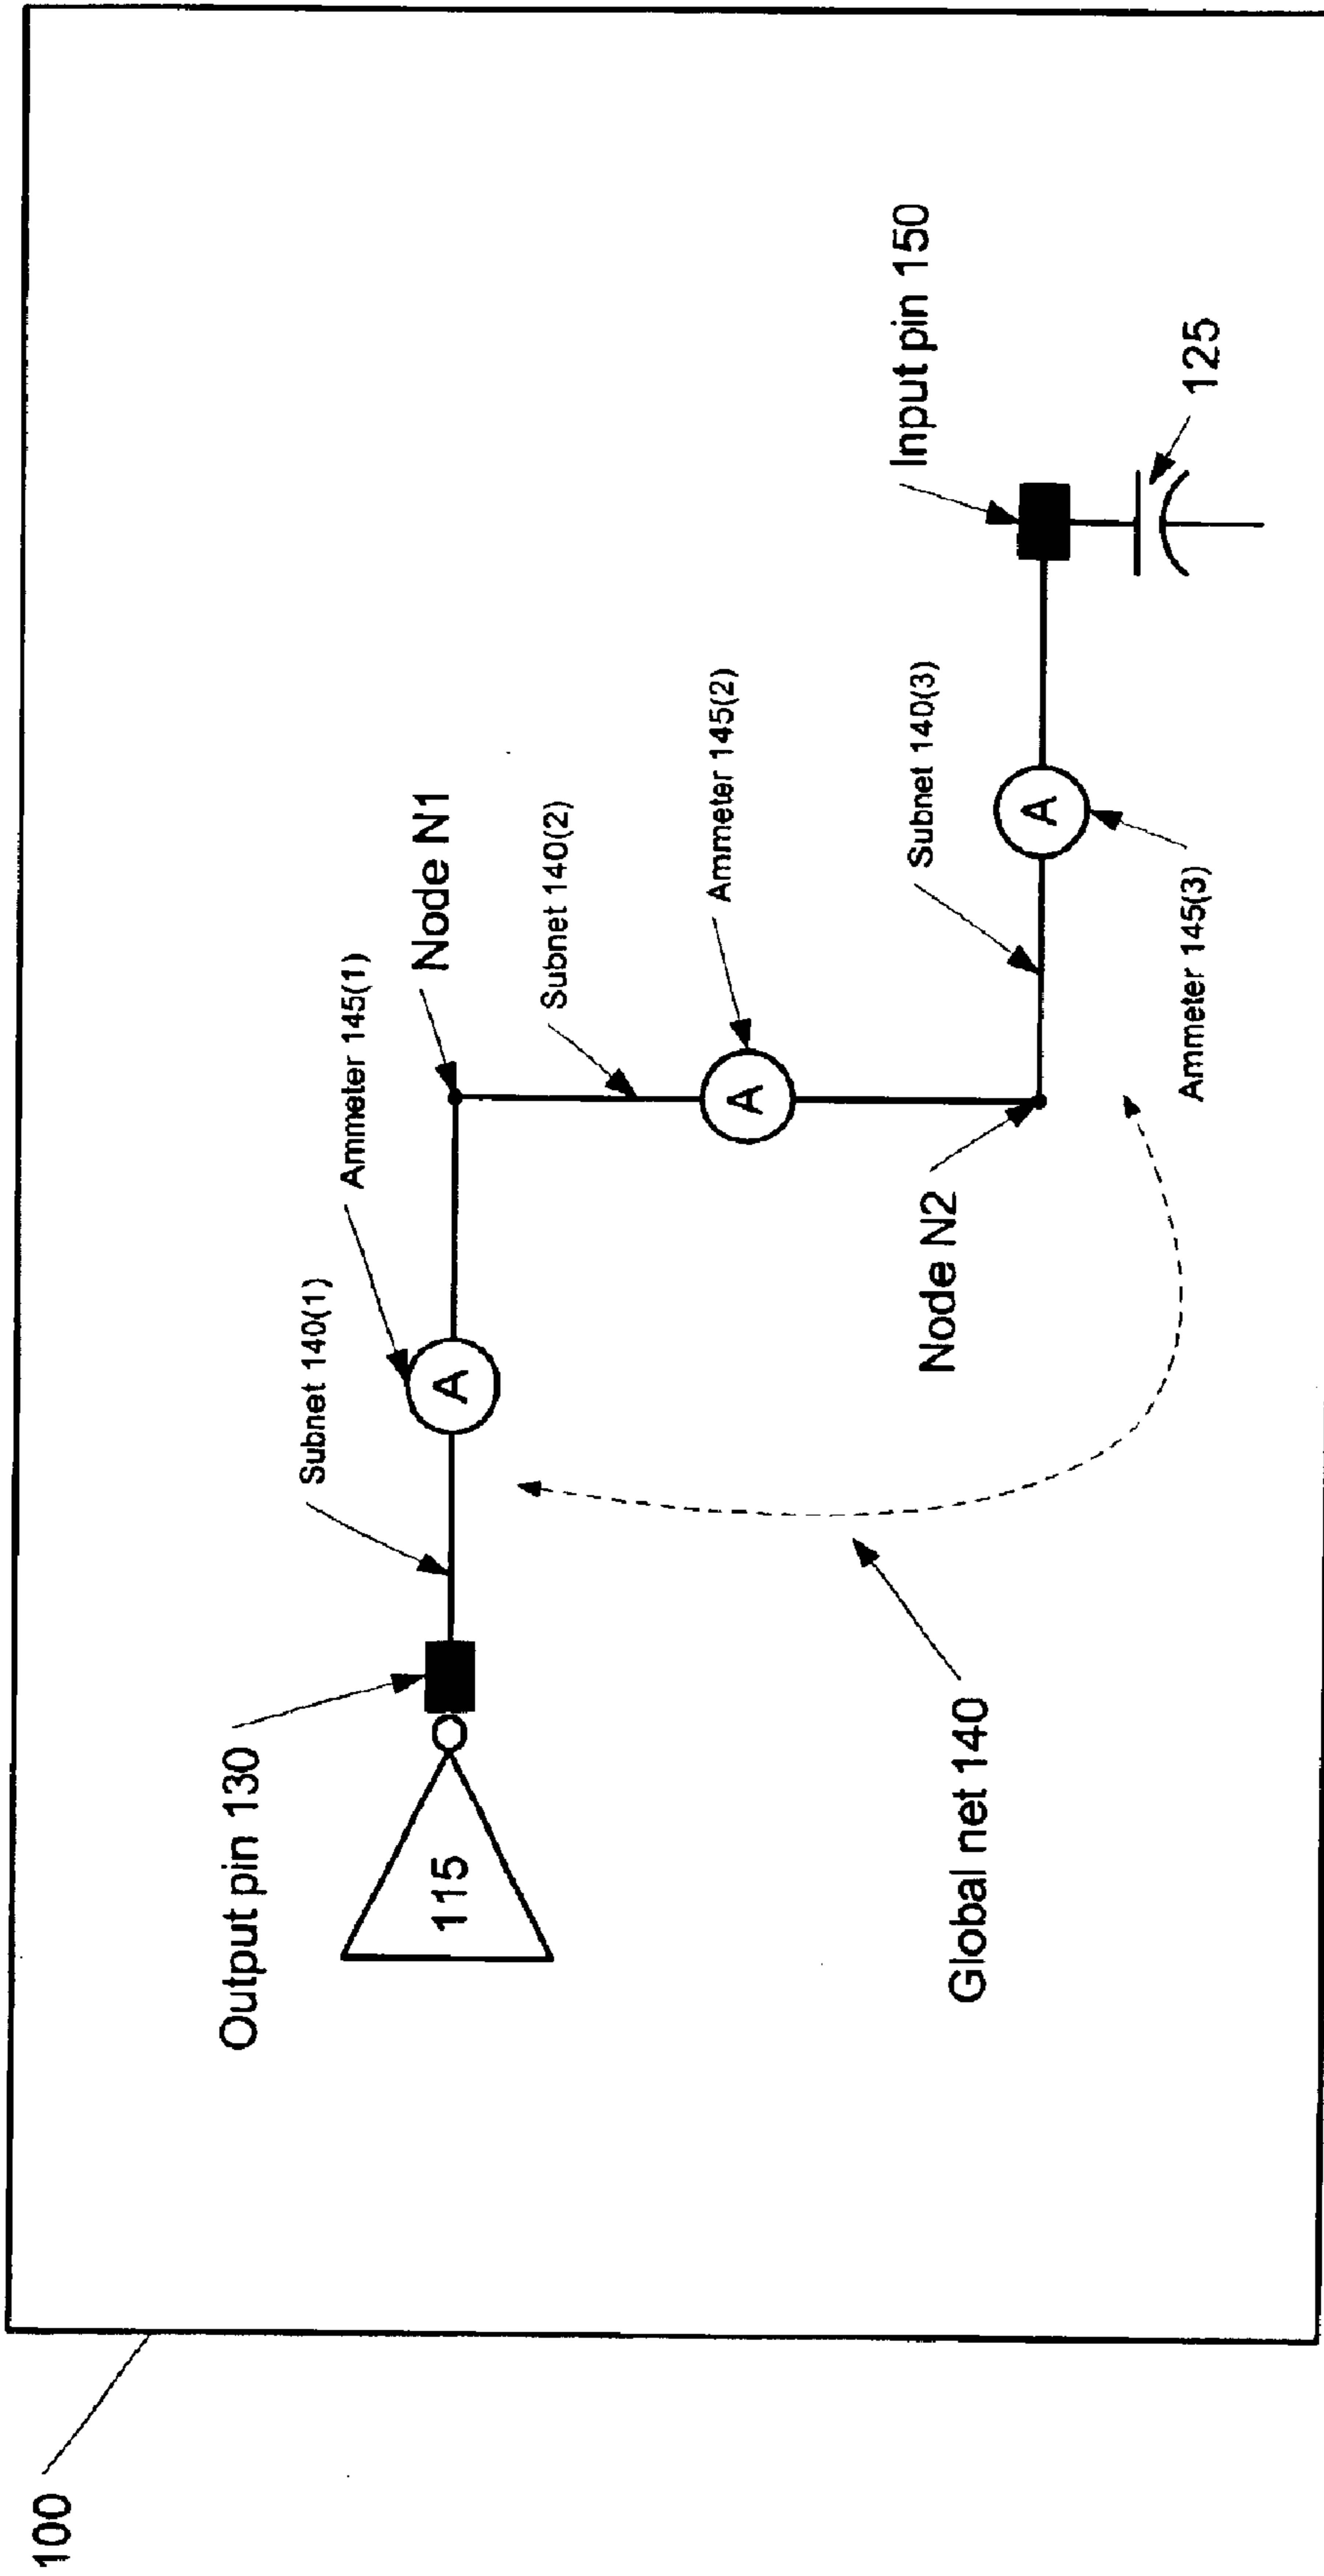 100
Output pin 130
Subnet 140(1)
Ammeter 145(1)
115
A
Node N1
Subnet 140(2)
Ammeter 145(2)
A
Input pin 150
Subnet 140(3)
Node N2
A
125
Global net 140
Ammeter 145(3)